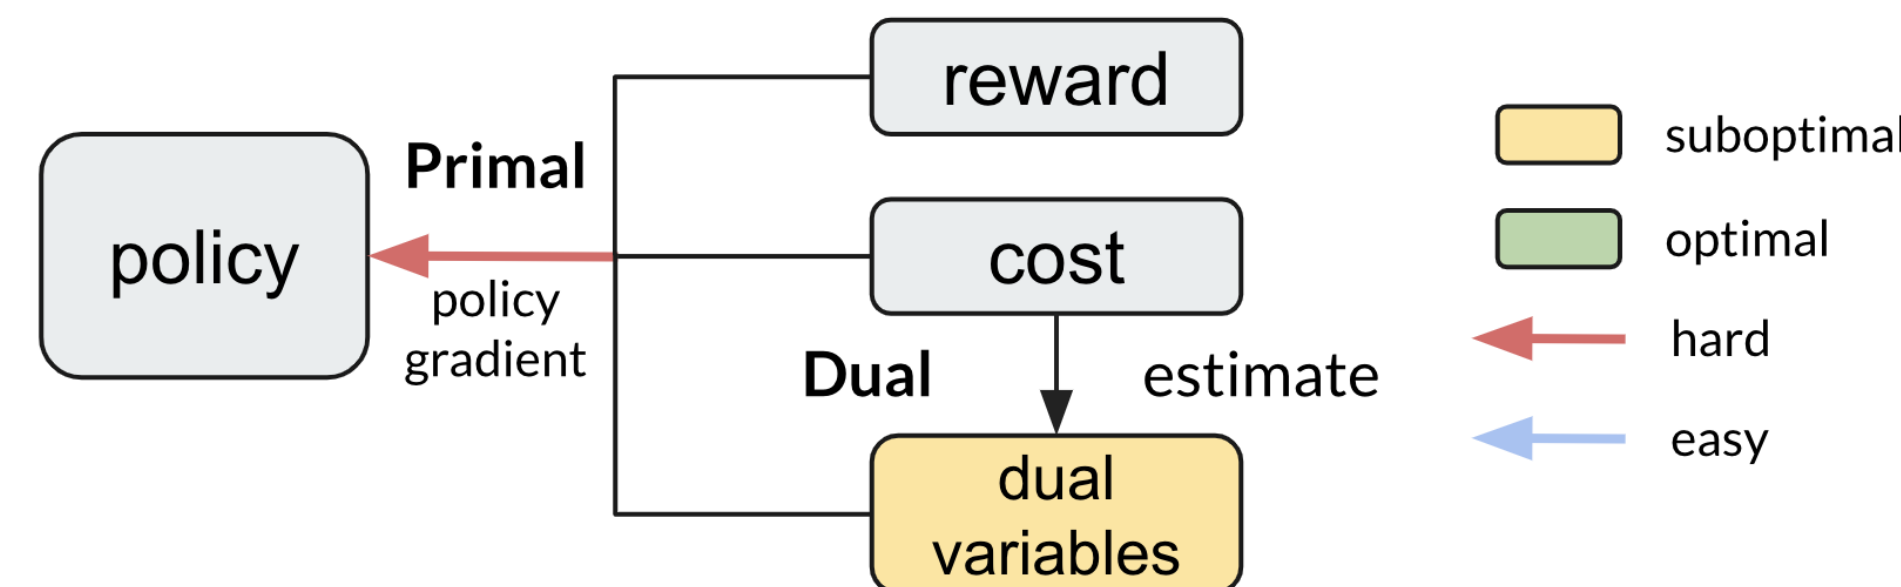 reward
Primal
policy
policy
gradient
cost
Dual
estimate
dual
variables
suboptimal
optimal
hard
easy